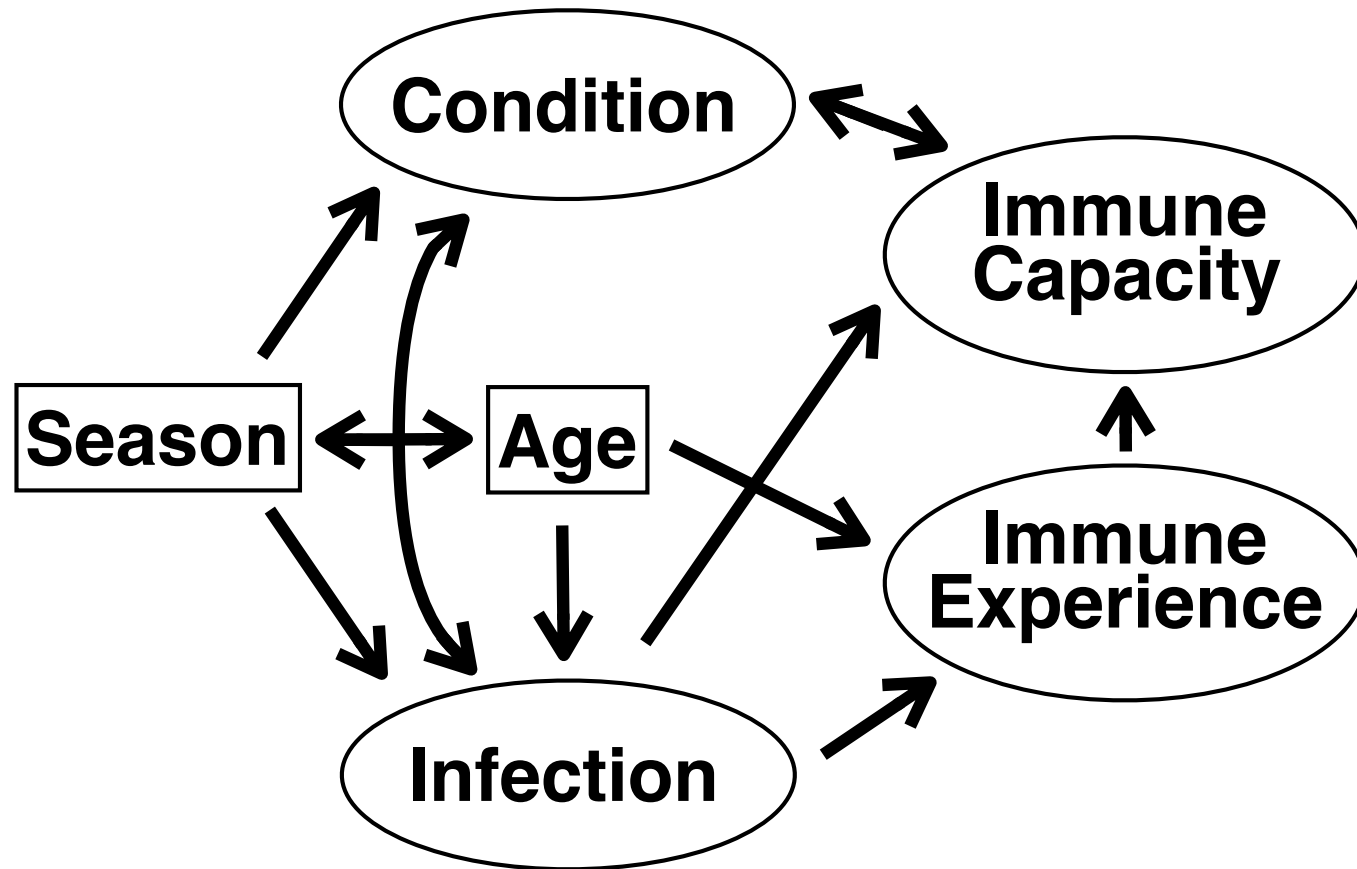 Condition
Immune
Capacity
Season
Age
Immune
Experience
Infection